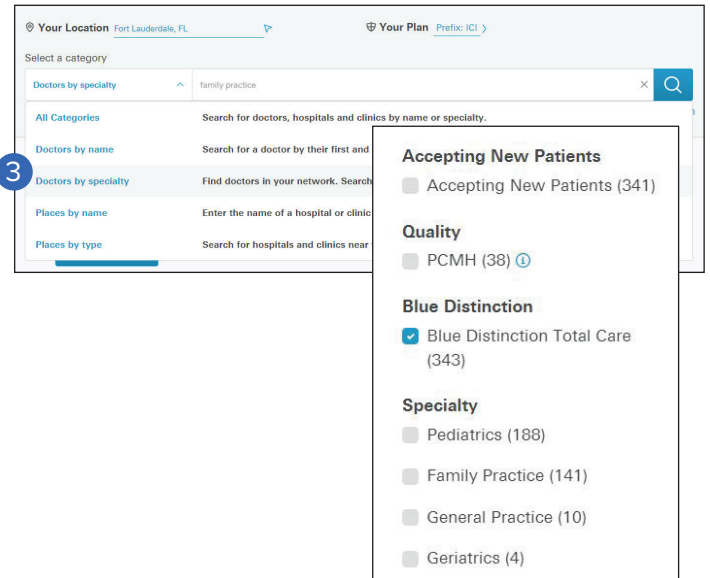 Your Location Fort Lauderdale, FL Your Plan Prefix: ICI
Select a category
Doctors by specialty family practice
All Categories Search for doctors, hospitals and clinics by name or specialty.
Doctors by name Search for a doctor by their first and
3
Doctors by specialty Find doctors in your network. Search
Places by name Enter the name of a hospital or clinic
Places by type Search for hospitals and clinics near
Accepting New Patients
Accepting New Patients (341)
Quality
PCMH (38)
Blue Distinction
Blue Distinction Total Care
(343)
Specialty
Pediatrics (188)
Family Practice (141)
General Practice (10)
Geriatrics (4)